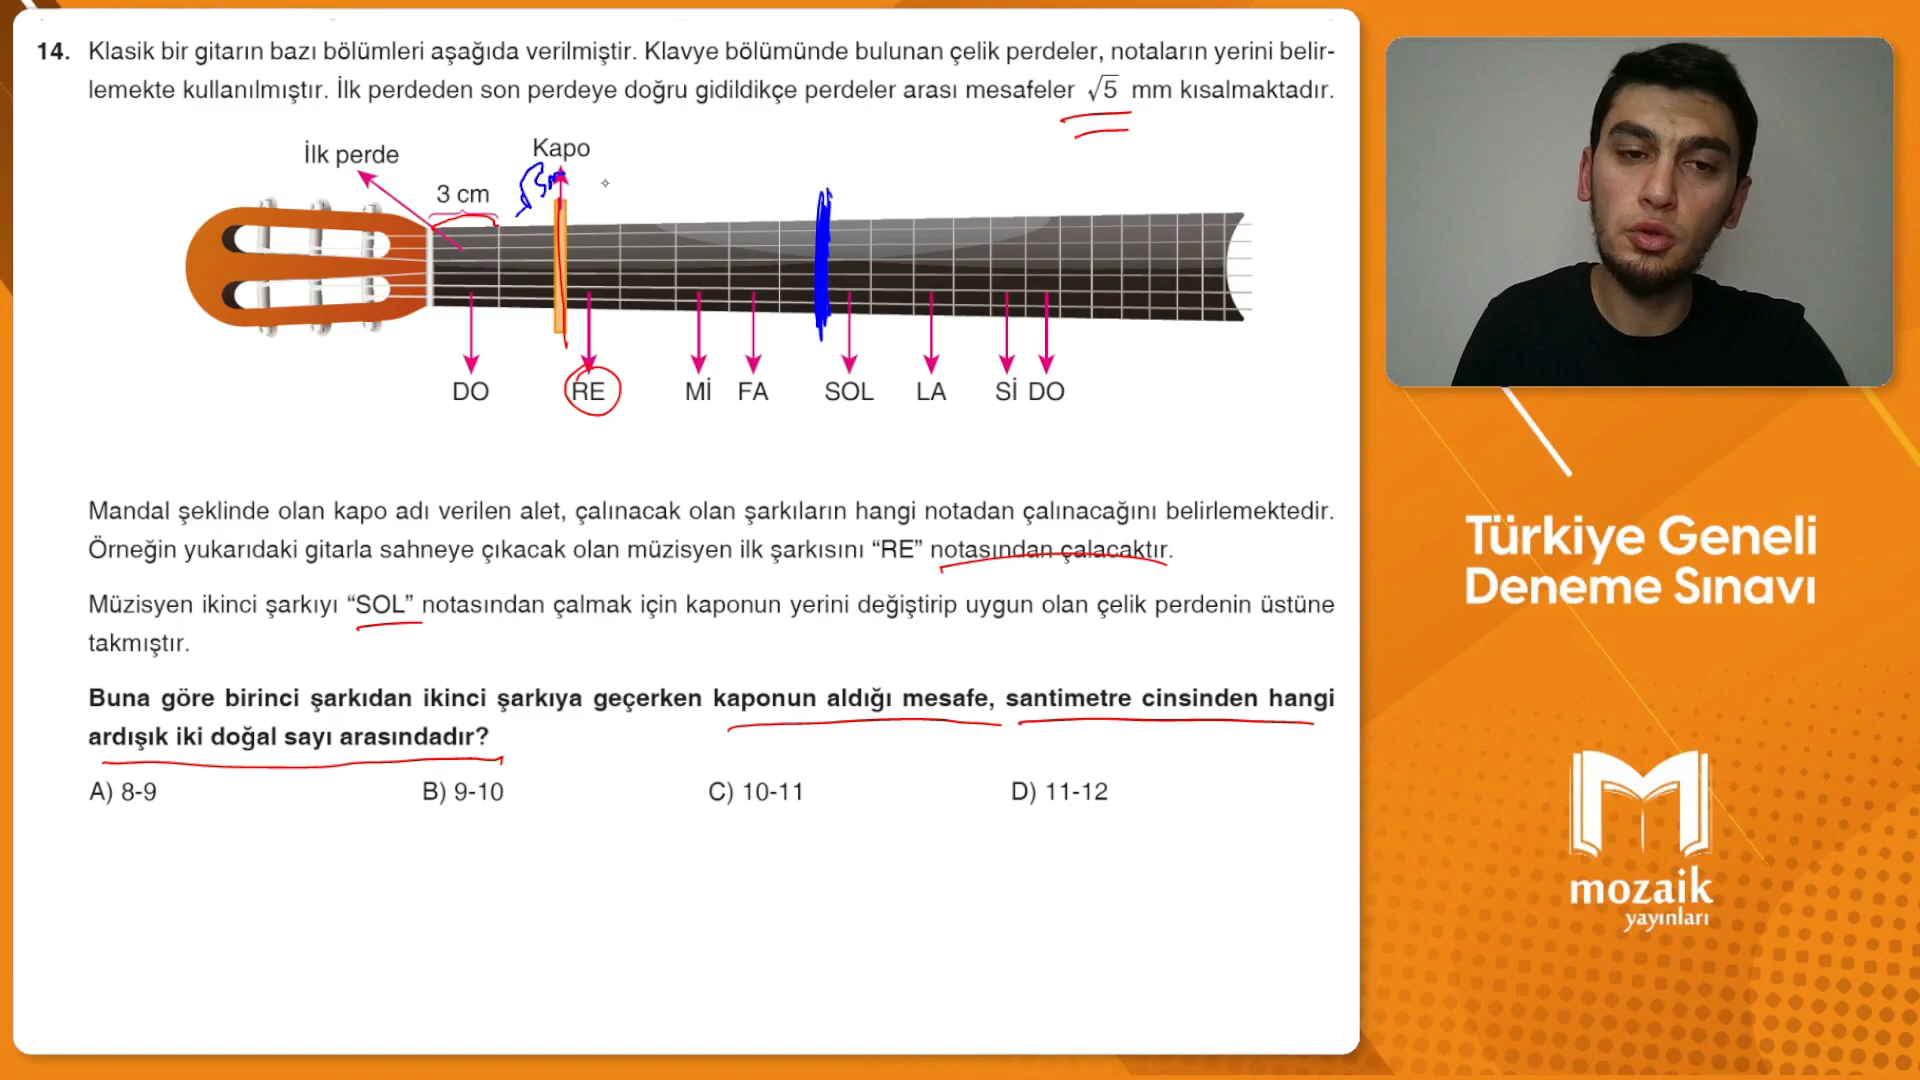 14. Klasik bir gitarın bazı bölümleri aşağıda verilmiştir. Klavye bölümünde bulunan çelik perdeler, notaların yerini belir-
lemekte kullanılmıştır. İlk perdeden son perdeye doğru gidildikçe perdeler arası mesafeler √5 mm kısalmaktadır.
İlk perde
3 cm
Kapo
DO RE Mİ FA SOL LA Sİ DO
Mandal şeklinde olan kapo adı verilen alet, çalınacak olan şarkıların hangi notadan çalınacağını belirlemektedir.
Örneğin yukarıdaki gitarla sahneye çıkacak olan müzisyen ilk şarkısını “RE” notasından çalacaktır.
Müzisyen ikinci şarkıyı “SOL” notasından çalmak için kaponun yerini değiştirip uygun olan çelik perdenin üstüne
takmıştır.
Buna göre birinci şarkıdan ikinci şarkıya geçerken kaponun aldığı mesafe, santimetre cinsinden hangi
ardışık iki doğal sayı arasındadır?
A) 8-9 B) 9-10 C) 10-11 D) 11-12
Türkiye Geneli
Deneme Sınavı
mozaik
yayınları